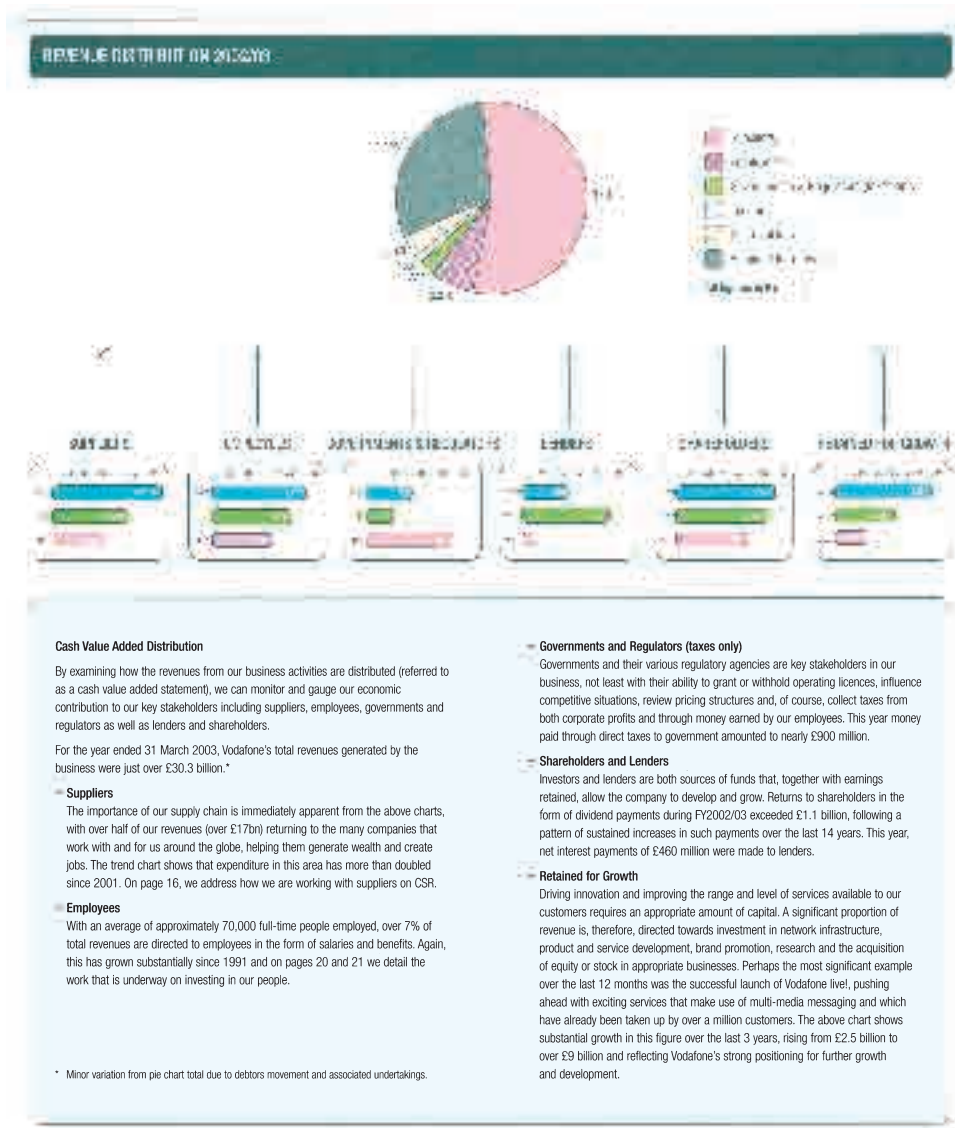 REVENUE DISTRIBUTION 2002/03
SUPPLIERS
EMPLOYEES
GOVERNMENTS & REGULATORS
LENDERS
SHAREHOLDERS
RETAINED FOR GROWTH
Cash Value Added Distribution
By examining how the revenues from our business activities are distributed (referred to
as a cash value added statement), we can monitor and gauge our economic
contribution to our key stakeholders including suppliers, employees, governments and
regulators as well as lenders and shareholders.
For the year ended 31 March 2003, Vodafone's total revenues generated by the
business were just over £30.3 billion.*
Suppliers
The importance of our supply chain is immediately apparent from the above charts,
with over half of our revenues (over £17bn) returning to the many companies that
work with and for us around the globe, helping them generate wealth and create
jobs. The trend chart shows that expenditure in this area has more than doubled
since 2001. On page 16, we address how we are working with suppliers on CSR.
Employees
With an average of approximately 70,000 full-time people employed, over 7% of
total revenues are directed to employees in the form of salaries and benefits. Again,
this has grown substantially since 1991 and on pages 20 and 21 we detail the
work that is underway on investing in our people.
* Minor variation from pie chart total due to debtors movement and associated undertakings.
Governments and Regulators (taxes only)
Governments and their various regulatory agencies are key stakeholders in our
business, not least with their ability to grant or withhold operating licences, influence
competitive situations, review pricing structures and, of course, collect taxes from
both corporate profits and through money earned by our employees. This year money
paid through direct taxes to government amounted to nearly £900 million.
Shareholders and Lenders
Investors and lenders are both sources of funds that, together with earnings
retained, allow the company to develop and grow. Returns to shareholders in the
form of dividend payments during FY2002/03 exceeded £1.1 billion, following a
pattern of sustained increases in such payments over the last 14 years. This year,
net interest payments of £460 million were made to lenders.
Retained for Growth
Driving innovation and improving the range and level of services available to our
customers requires an appropriate amount of capital. A significant proportion of
revenue is, therefore, directed towards investment in network infrastructure,
product and service development, brand promotion, research and the acquisition
of equity or stock in appropriate businesses. Perhaps the most significant example
over the last 12 months was the successful launch of Vodafone live!, pushing
ahead with exciting services that make use of multi-media messaging and which
have already been taken up by over a million customers. The above chart shows
substantial growth in this figure over the last 3 years, rising from £2.5 billion to
over £9 billion and reflecting Vodafone's strong positioning for further growth
and development.